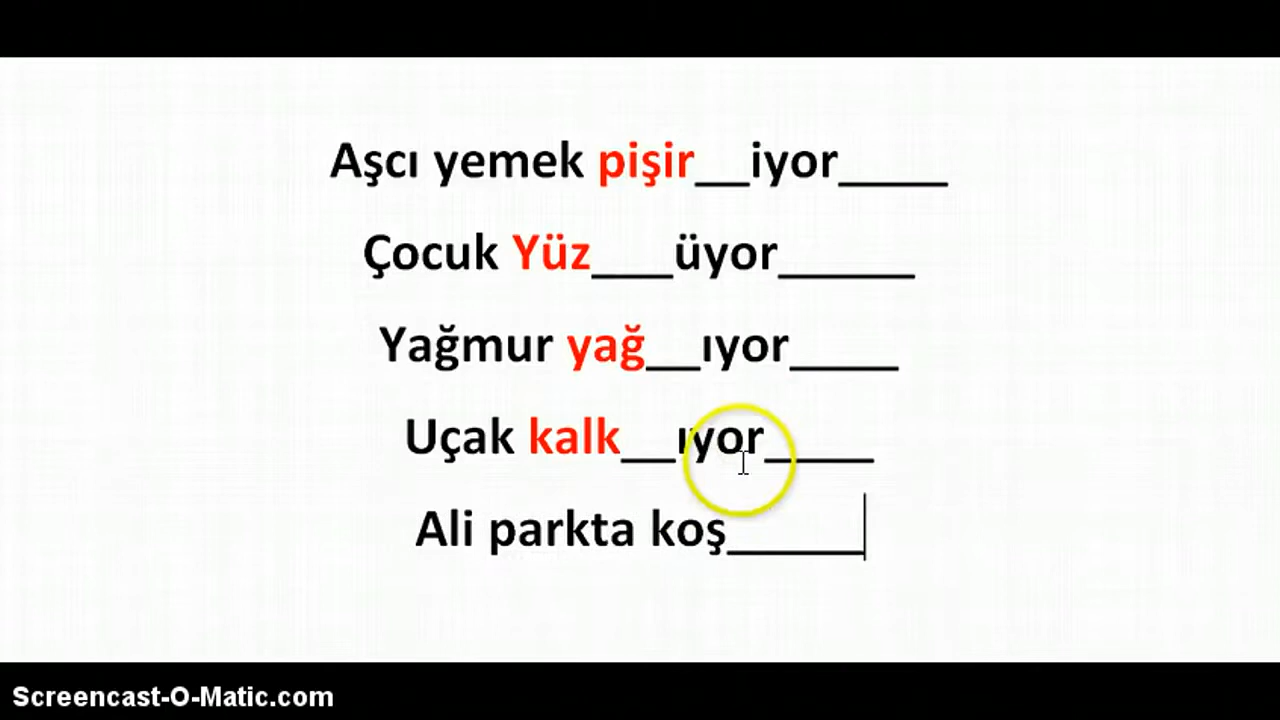 Aşcı yemek pişir__iyor____
Çocuk Yüz___üyor_____
Yağmur yağ__ıyor____
Uçak kalk__ıyor____
Ali parkta koş_____
Screencast-O-Matic.com